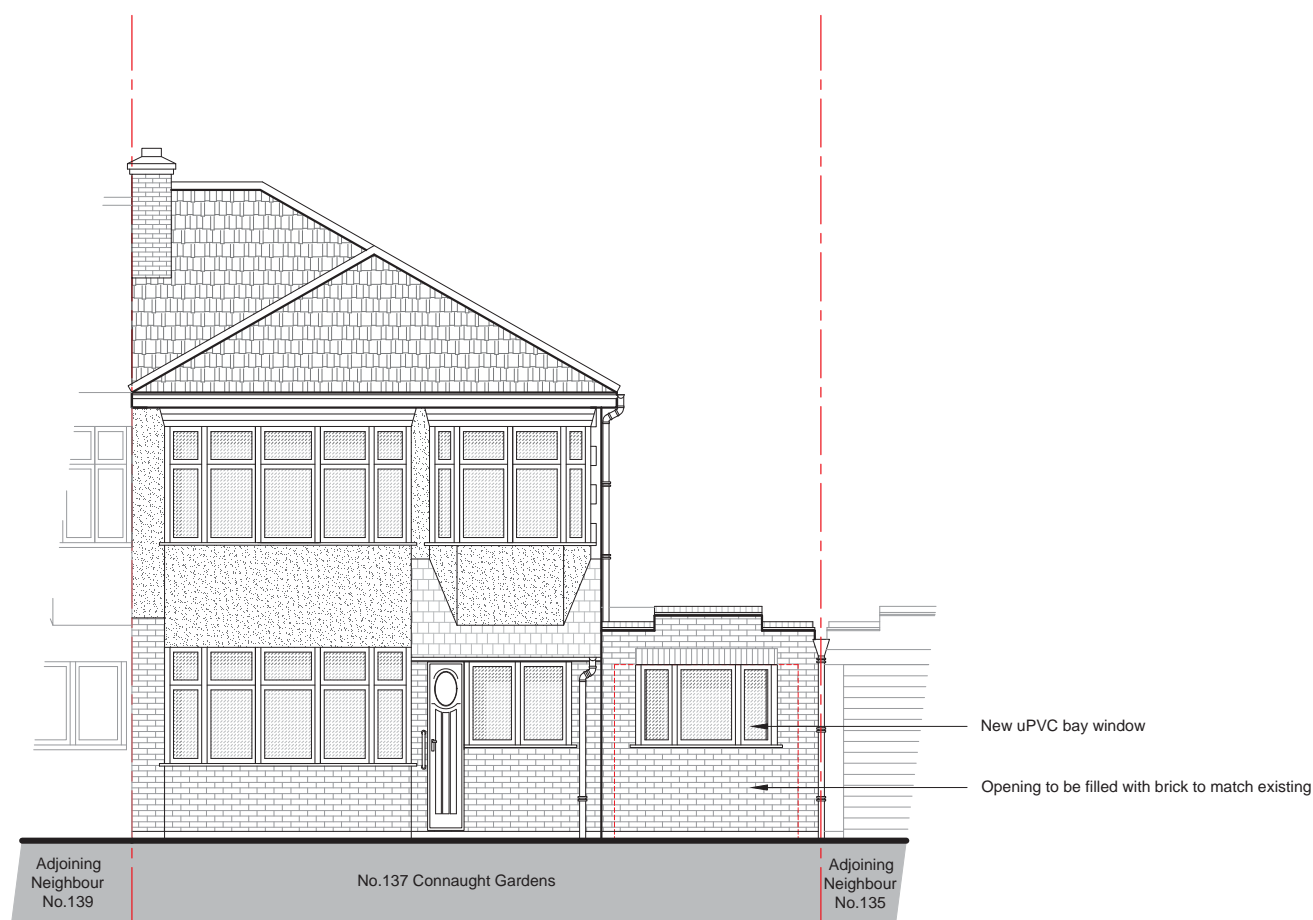 New uPVC bay window
Opening to be filled with brick to match existing
Adjoining
Neighbour
No.139
No.137 Connaught Gardens
Adjoining
Neighbour
No.135